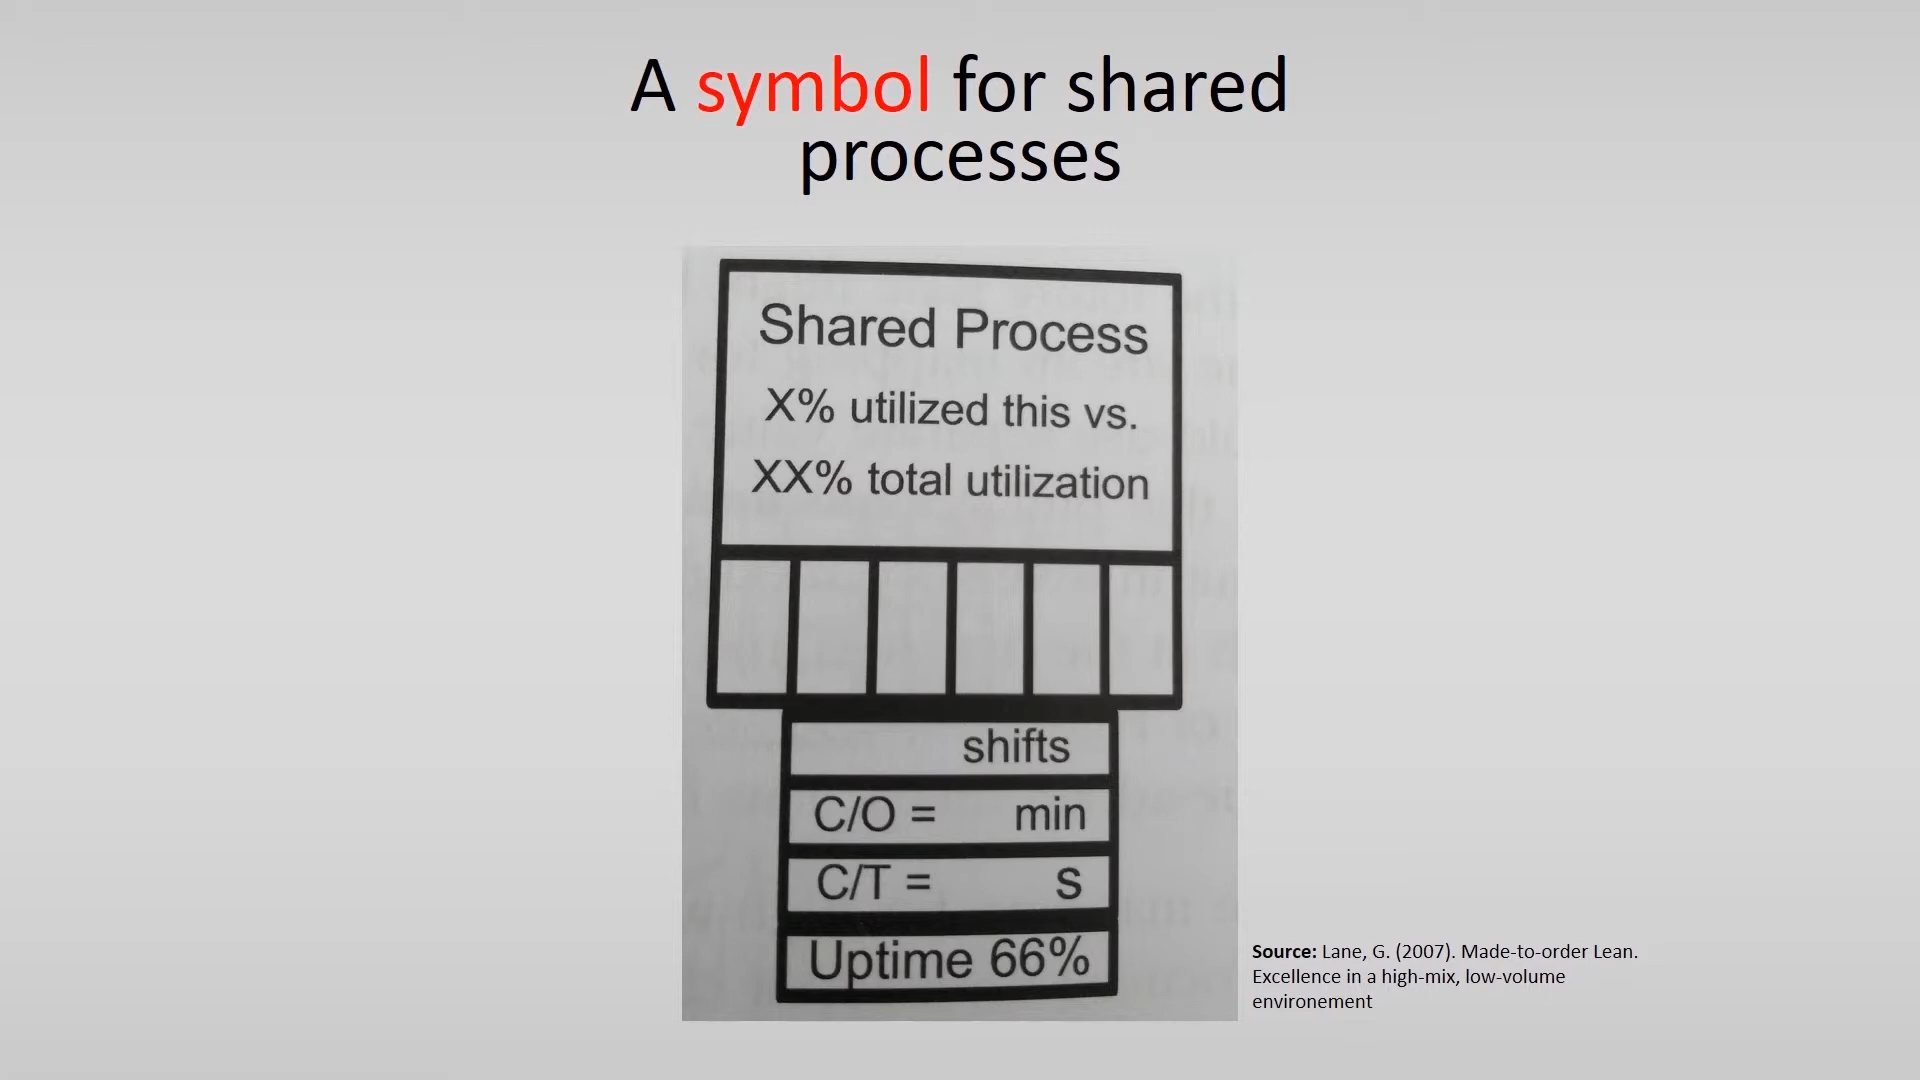 A symbol for shared
processes
Shared Process
X% utilized this vs.
XX% total utilization
shifts
C/O = min
C/T = s
Uptime 66%
Source: Lane, G. (2007). Made-to-order Lean.
Excellence in a high-mix, low-volume
environement